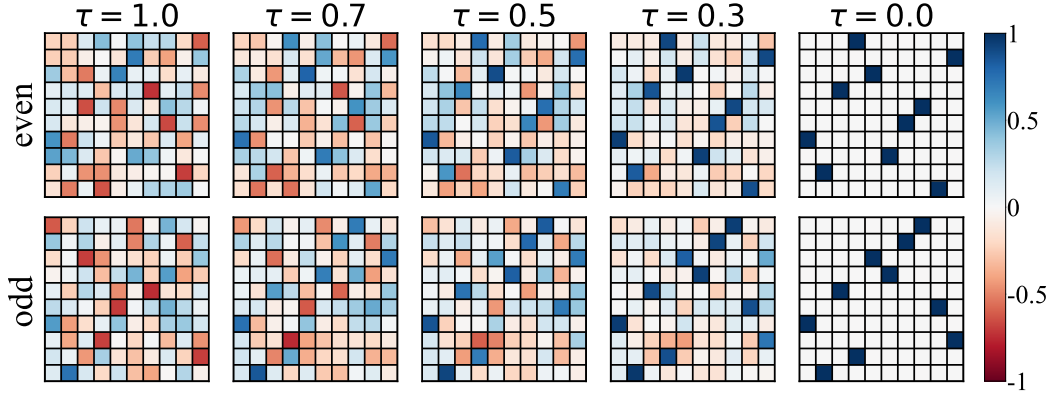 τ = 1.0 τ = 0.7 τ = 0.5 τ = 0.3 τ = 0.0
even
odd
1
0.5
0
-0.5
-1